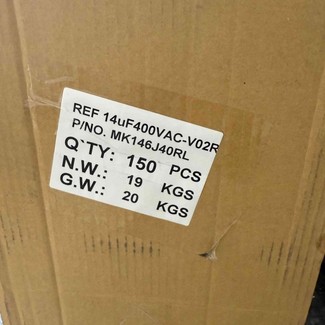 REF 14uF400VAC-V02R
P/NO. MK146J40RL
Q'TY: 150 PCS
N.W.: 19 KGS
G.W.: 20 KGS